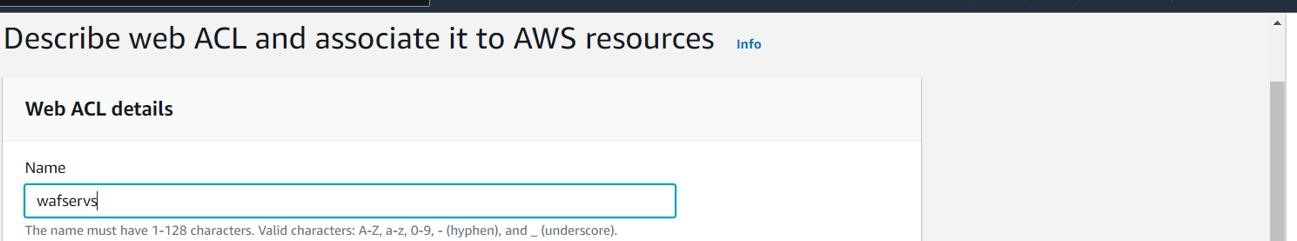 Describe web ACL and associate it to AWS resources Info
Web ACL details
Name
wafservs
The name must have 1-128 characters. Valid characters: A-Z, a-z, 0-9, - (hyphen), and _ (underscore).